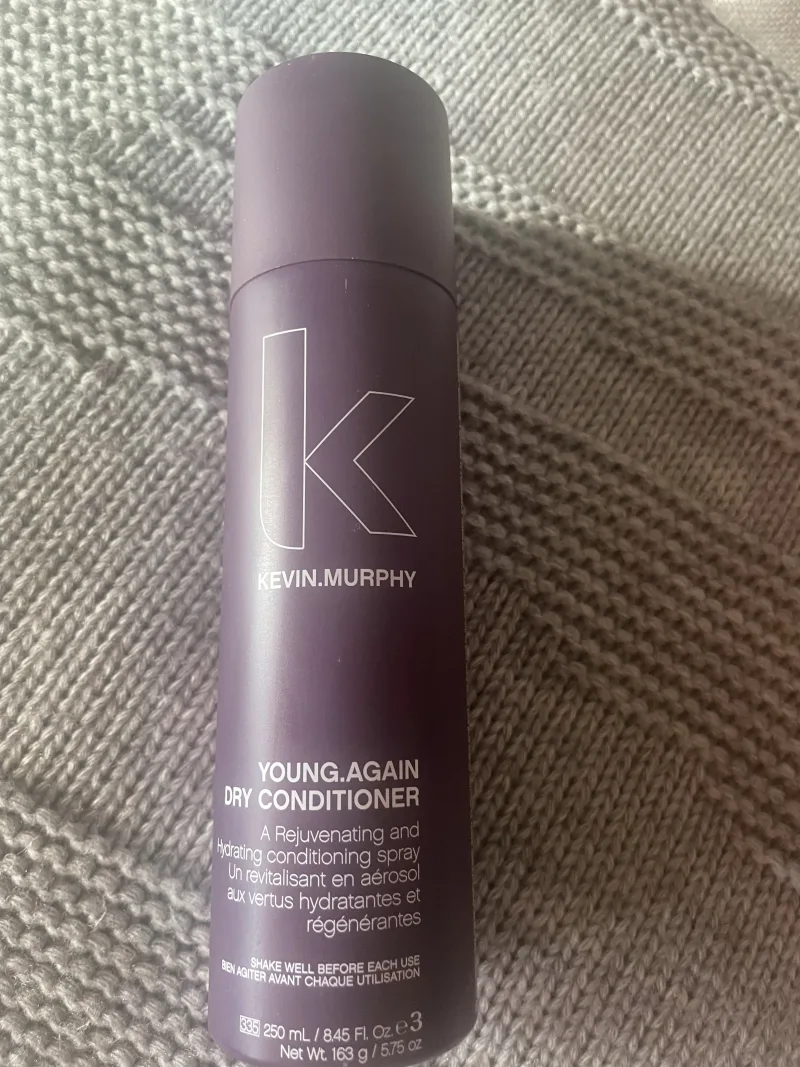 k
KEVIN.MURPHY
YOUNG.AGAIN
DRY CONDITIONER
A Rejuvenating and
Hydrating conditioning spray
Un revitalisant en aérosol
aux vertus hydratantes et
régénérantes
SHAKE WELL BEFORE EACH USE
BIEN AGITER AVANT CHAQUE UTILISATION
335 250 mL / 8.45 Fl. Oz. ℮ 3
Net Wt. 163 g / 5.75 oz